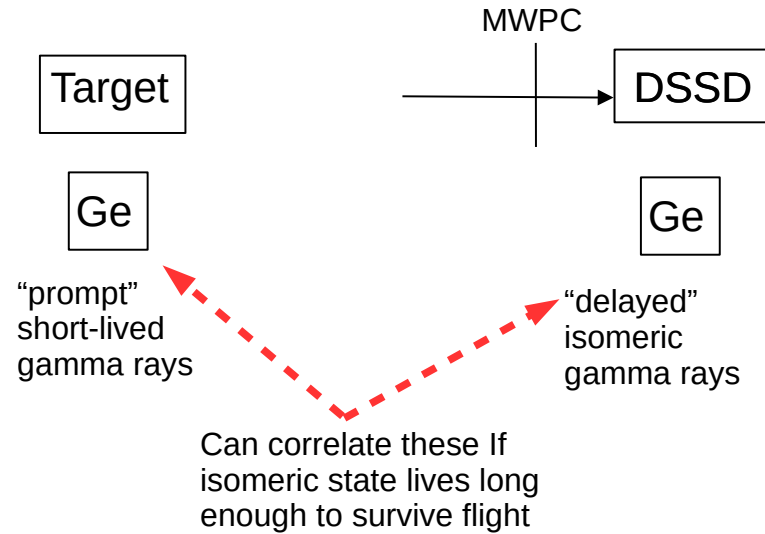 MWPC
Target
DSSD
Ge
Ge
“prompt”
short-lived
gamma rays
“delayed”
isomeric
gamma rays
Can correlate these If
isomeric state lives long
enough to survive flight